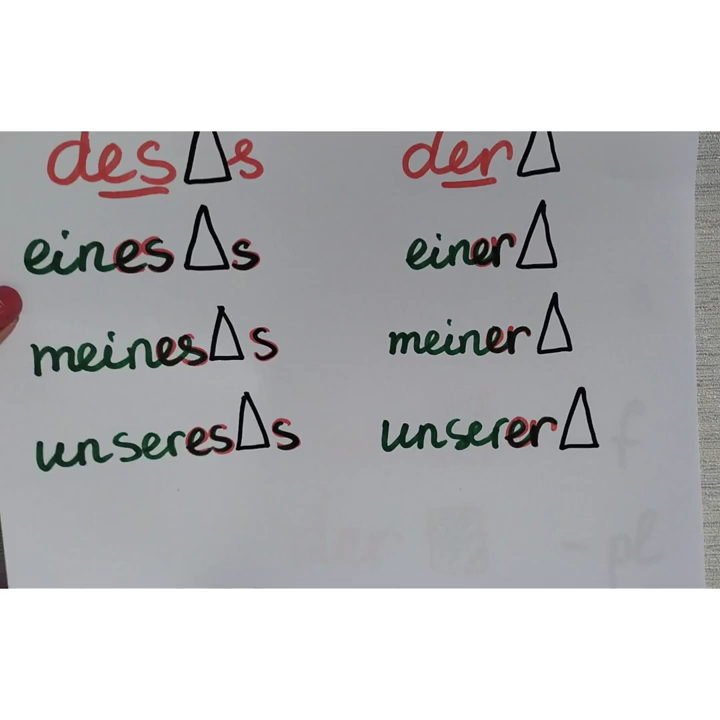 des△s der△
eines△s einer△
meines△s meiner△
unseres△s unserer△